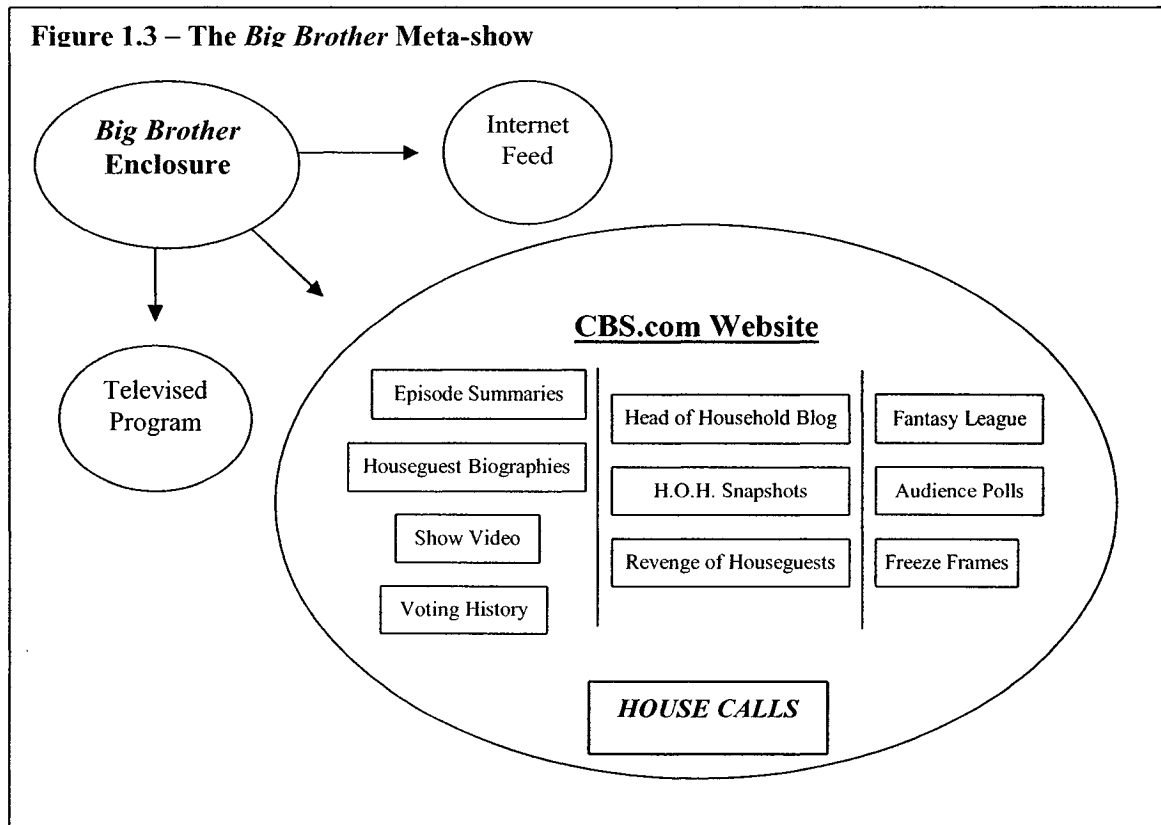 Figure 1.3 – The Big Brother Meta-show
Big Brother
Enclosure
Internet
Feed
Televised
Program
CBS.com Website
Episode Summaries
Houseguest Biographies
Show Video
Voting History
Head of Household Blog
H.O.H. Snapshots
Revenge of Houseguests
Fantasy League
Audience Polls
Freeze Frames
HOUSE CALLS